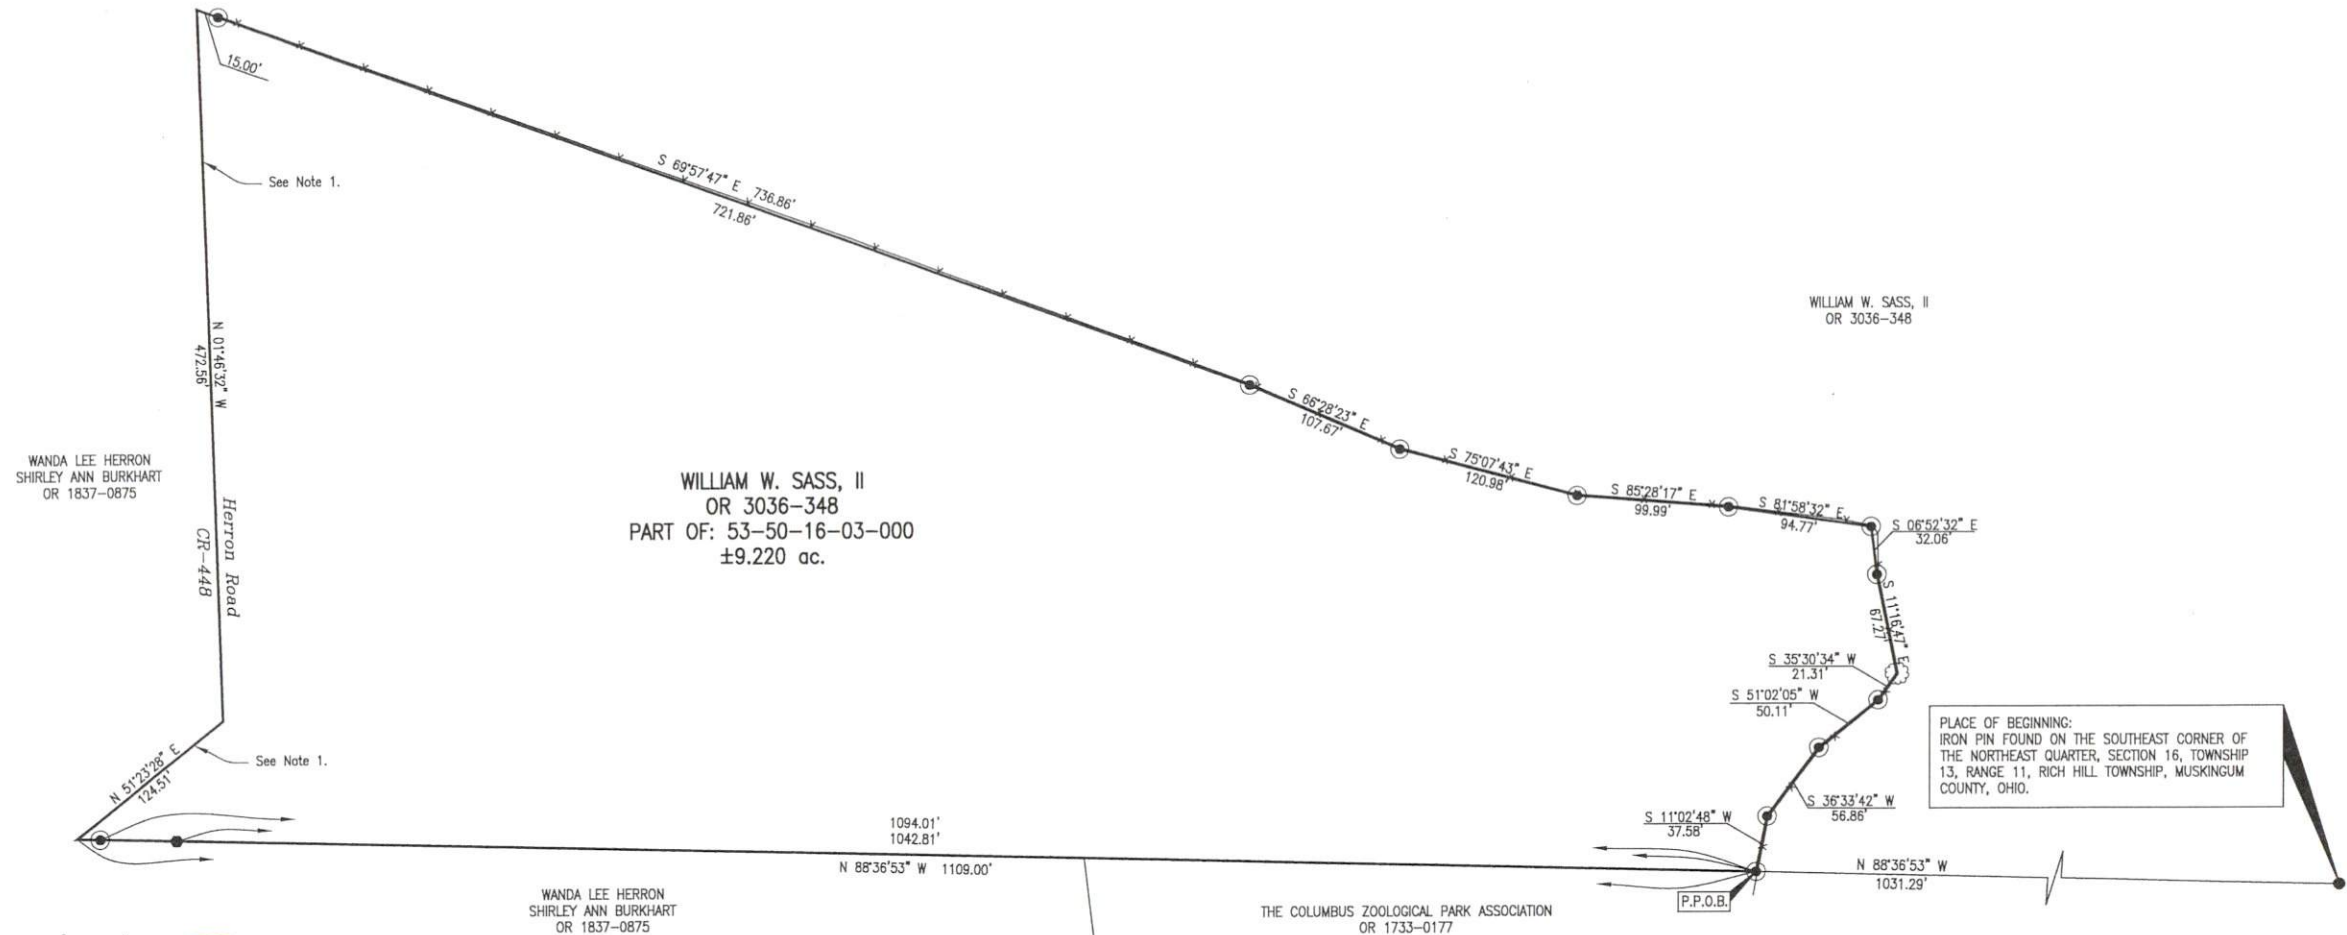 15.00'
See Note 1.
S 69°57'47" E 736.86'
721.86'
WILLIAM W. SASS, II
OR 3036-348
N 01°46'32" W
472.56'
S 66°28'23" E
107.67'
S 75°07'43" E
120.98'
S 85°28'17" E
99.99'
S 81°58'32" E
94.77'
S 06°52'32" E
32.06'
WANDA LEE HERRON
SHIRLEY ANN BURKHART
OR 1837-0875
Herron Road
CR-448
WILLIAM W. SASS, II
OR 3036-348
PART OF: 53-50-16-03-000
±9.220 ac.
S 11°16'47" E
67.27'
S 35°30'34" W
21.31'
S 51°02'05" W
50.11'
PLACE OF BEGINNING:
IRON PIN FOUND ON THE SOUTHEAST CORNER OF
THE NORTHEAST QUARTER, SECTION 16, TOWNSHIP
13, RANGE 11, RICH HILL TOWNSHIP, MUSKINGUM
COUNTY, OHIO.
N 51°23'28" E
124.51'
See Note 1.
S 36°33'42" W
56.86'
S 11°02'48" W
37.58'
1094.01'
1042.81'
N 88°36'53" W 1109.00'
N 88°36'53" W
1031.29'
P.P.O.B.
WANDA LEE HERRON
SHIRLEY ANN BURKHART
OR 1837-0875
THE COLUMBUS ZOOLOGICAL PARK ASSOCIATION
OR 1733-0177